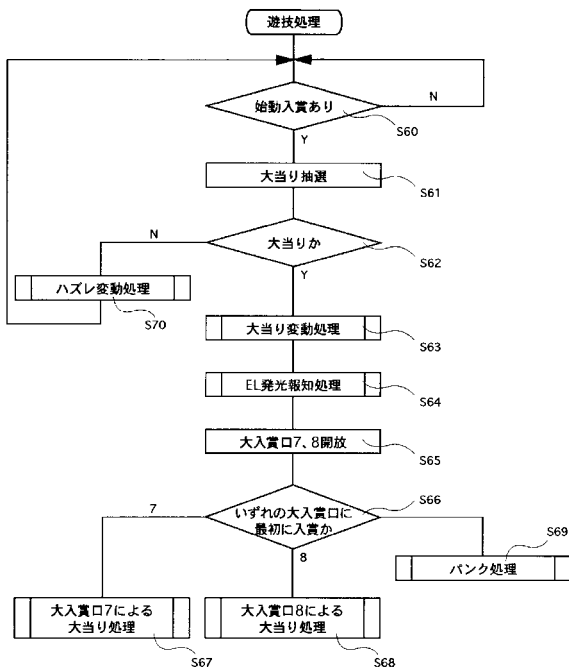 遊技処理
始動入賞あり
N
S60
Y
大当り抽選
S61
大当りか
N
S62
Y
ハズレ変動処理
S70
大当り変動処理
S63
EL発光報知処理
S64
大入賞口7、8開放
S65
いずれの大入賞口に
最初に入賞か
S66
7
8
パンク処理
S69
大入賞口7による
大当り処理
S67
大入賞口8による
大当り処理
S68